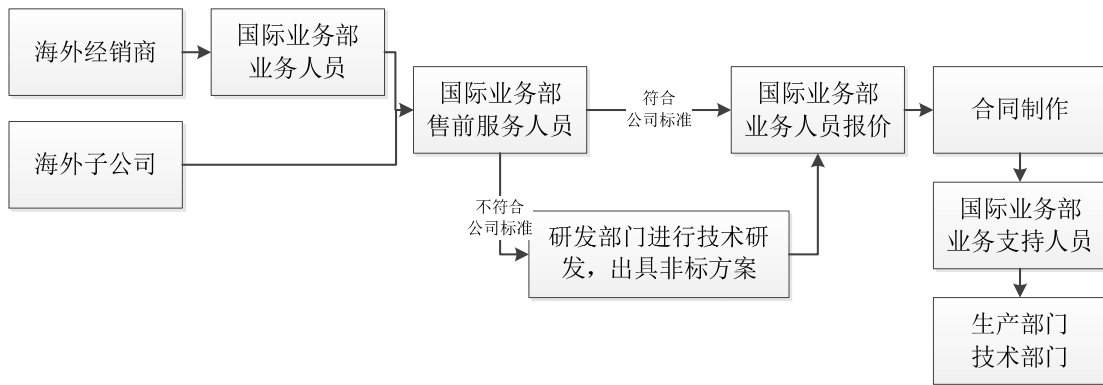 海外经销商
国际业务部
业务人员
海外子公司
国际业务部
售前服务人员
符合
公司标准
不符合
公司标准
研发部门进行技术研
发，出具非标方案
国际业务部
业务人员报价
合同制作
国际业务部
业务支持人员
生产部门
技术部门